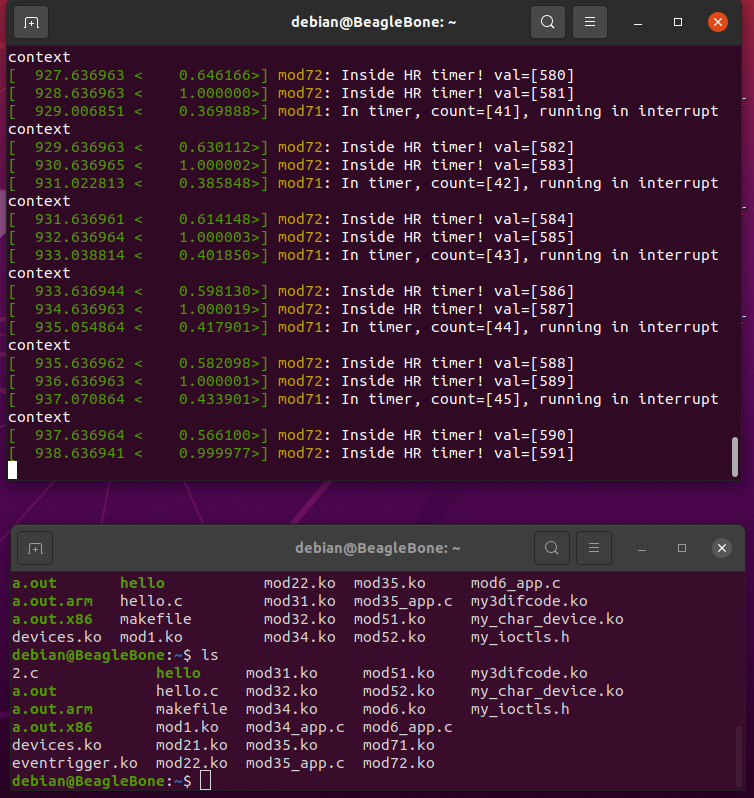 debian@BeagleBone: ~
context
[  927.636963 <    0.646166>] mod72: Inside HR timer! val=[580]
[  928.636963 <    1.000000>] mod72: Inside HR timer! val=[581]
[  929.006851 <    0.369888>] mod71: In timer, count=[41], running in interrupt
context
[  929.636963 <    0.630112>] mod72: Inside HR timer! val=[582]
[  930.636965 <    1.000002>] mod72: Inside HR timer! val=[583]
[  931.022813 <    0.385848>] mod71: In timer, count=[42], running in interrupt
context
[  931.636961 <    0.614148>] mod72: Inside HR timer! val=[584]
[  932.636964 <    1.000003>] mod72: Inside HR timer! val=[585]
[  933.038814 <    0.401850>] mod71: In timer, count=[43], running in interrupt
context
[  933.636944 <    0.598130>] mod72: Inside HR timer! val=[586]
[  934.636963 <    1.000019>] mod72: Inside HR timer! val=[587]
[  935.054864 <    0.417901>] mod71: In timer, count=[44], running in interrupt
context
[  935.636962 <    0.582098>] mod72: Inside HR timer! val=[588]
[  936.636963 <    1.000001>] mod72: Inside HR timer! val=[589]
[  937.070864 <    0.433901>] mod71: In timer, count=[45], running in interrupt
context
[  937.636964 <    0.566100>] mod72: Inside HR timer! val=[590]
[  938.636941 <    0.999977>] mod72: Inside HR timer! val=[591]
debian@BeagleBone: ~
a.out       hello      mod22.ko  mod35.ko     mod6_app.c
a.out.arm   hello.c    mod31.ko  mod35_app.c  my3difcode.ko
a.out.x86   makefile   mod32.ko  mod51.ko     my_char_device.ko
devices.ko  mod1.ko    mod34.ko  mod52.ko     my_ioctls.h
debian@BeagleBone:~$ ls
2.c             hello     mod31.ko     mod51.ko    my3difcode.ko
a.out           hello.c   mod32.ko     mod52.ko    my_char_device.ko
a.out.arm       makefile  mod34.ko     mod6.ko     my_ioctls.h
a.out.x86       mod1.ko   mod34_app.c  mod6_app.c
devices.ko      mod21.ko  mod35.ko     mod71.ko
eventrigger.ko  mod22.ko  mod35_app.c  mod72.ko
debian@BeagleBone:~$